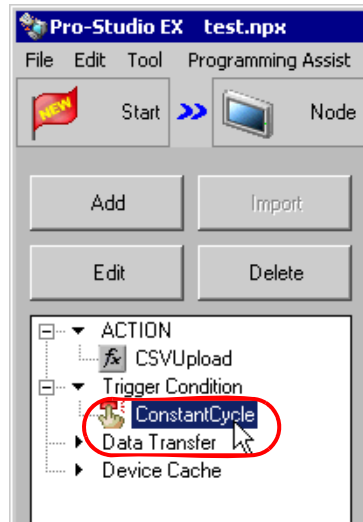 Pro-Studio EX test.npx
File Edit Tool Programming Assist
NEW Start Node
Add Import
Edit Delete
ACTION
fx CSVUpload
Trigger Condition
ConstantCycle
Data Transfer
Device Cache